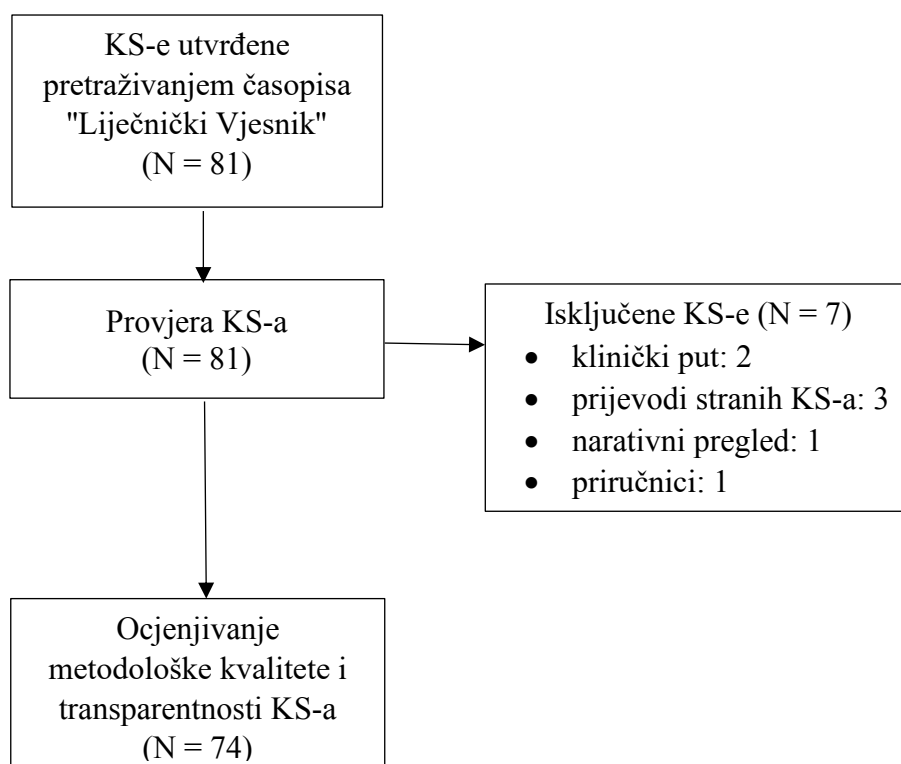 KS-e utvrđene
pretraživanjem časopisa
"Liječnički Vjesnik"
(N = 81)
Provjera KS-a
(N = 81)
Isključene KS-e (N = 7)
• klinički put: 2
• prijevodi stranih KS-a: 3
• narativni pregled: 1
• priručnici: 1
Ocjenjivanje
metodološke kvalitete i
transparentnosti KS-a
(N = 74)